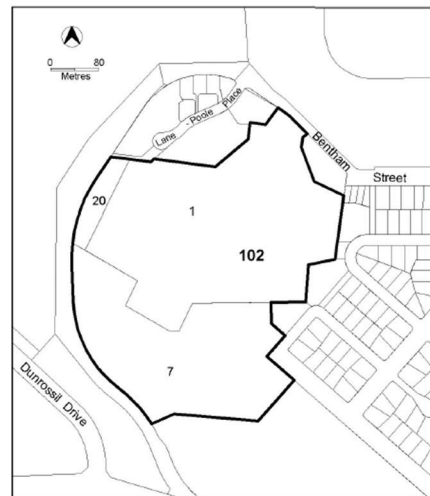 0 80
Metres
Lane - Poole Place
Bentham
Street
20
1
102
7
Dunrossil Drive